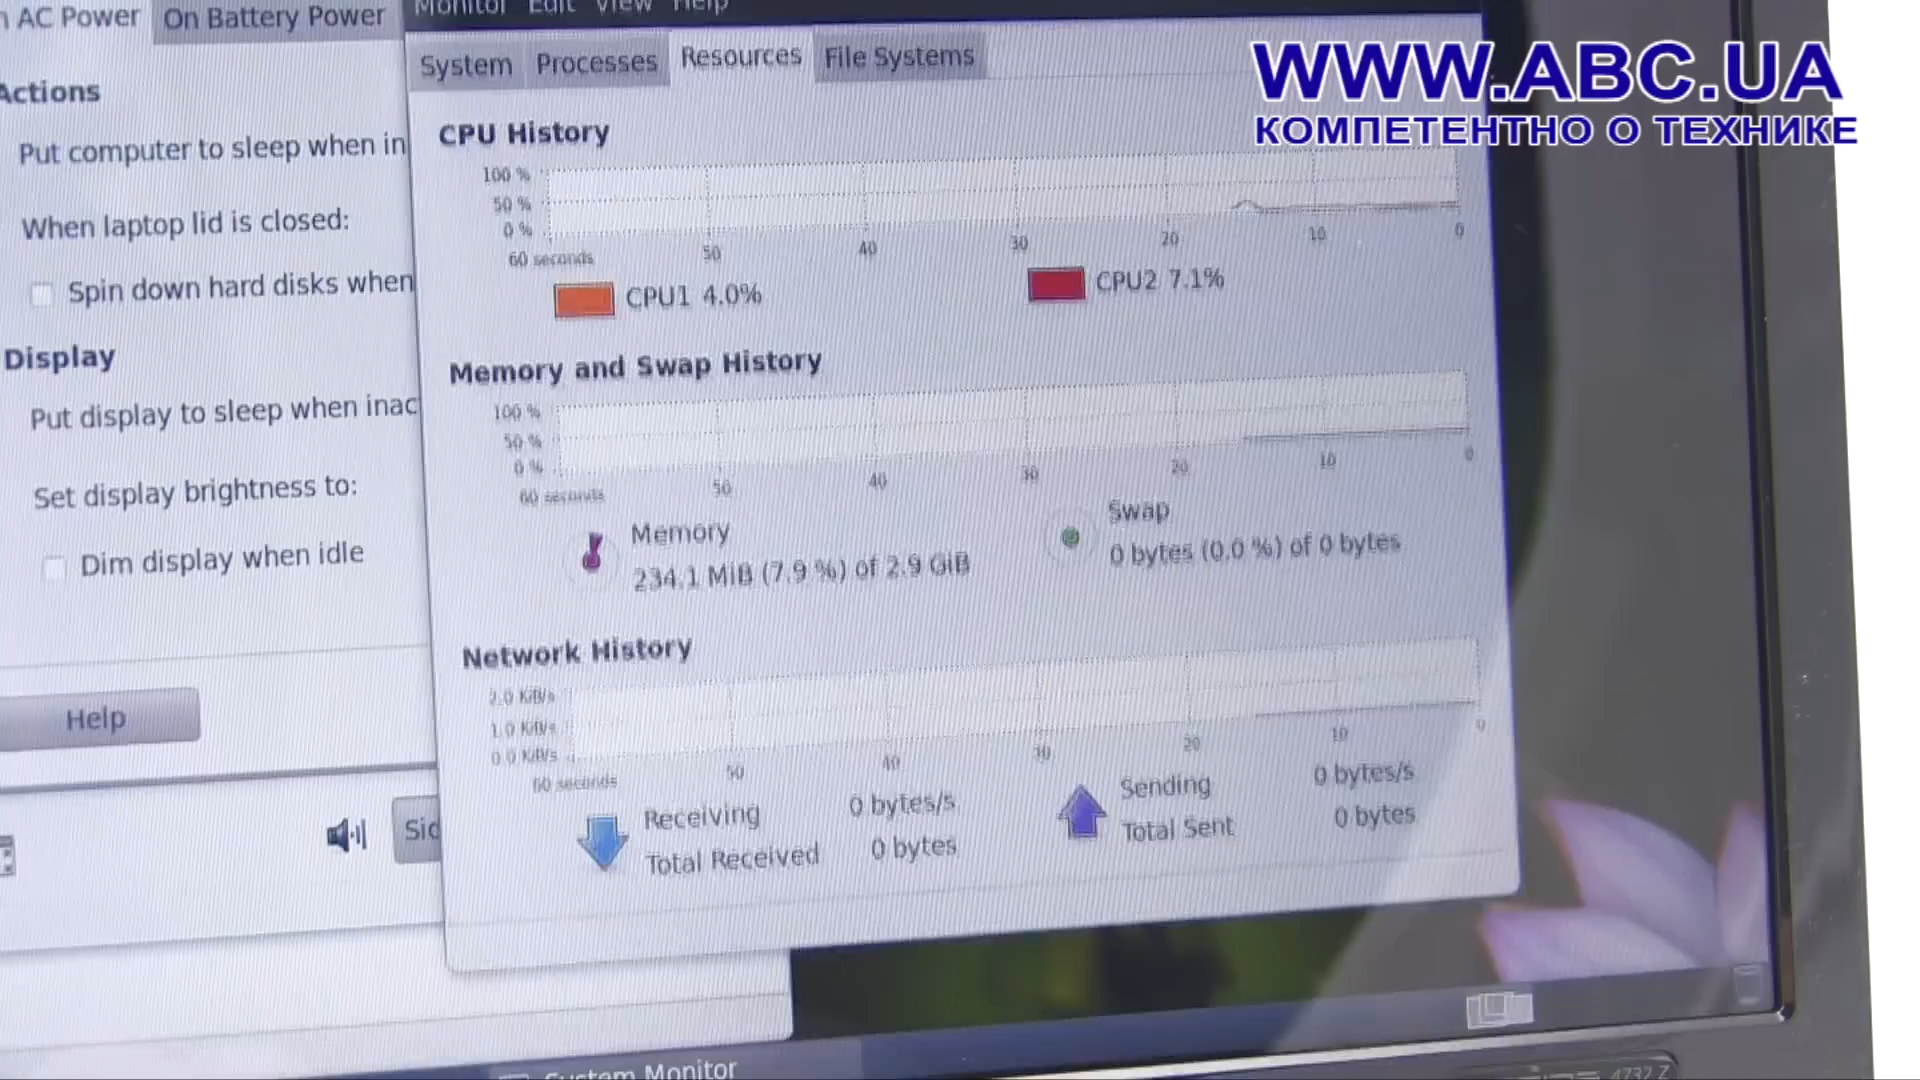 AC Power
On Battery Power
Actions
Put computer to sleep when in
When laptop lid is closed:
Spin down hard disks when
Display
Put display to sleep when inac
Set display brightness to:
Dim display when idle
Help
Monitor Edit View Help
System Processes Resources File Systems
CPU History
100 %
50 %
0 %
60 seconds 50 40 30 20 10 0
CPU1 4.0% CPU2 7.1%
Memory and Swap History
100 %
50 %
0 %
60 seconds 50 40 30 20 10 0
Memory
234.1 MiB (7.9 %) of 2.9 GiB
Swap
0 bytes (0.0 %) of 0 bytes
Network History
2.0 KiB/s
1.0 KiB/s
0.0 KiB/s
60 seconds 50 40 30 20 10 0
Receiving 0 bytes/s
Total Received 0 bytes
Sending 0 bytes/s
Total Sent 0 bytes
System Monitor
4732 Z
WWW.ABC.UA
КОМПЕТЕНТНО О ТЕХНИКЕ